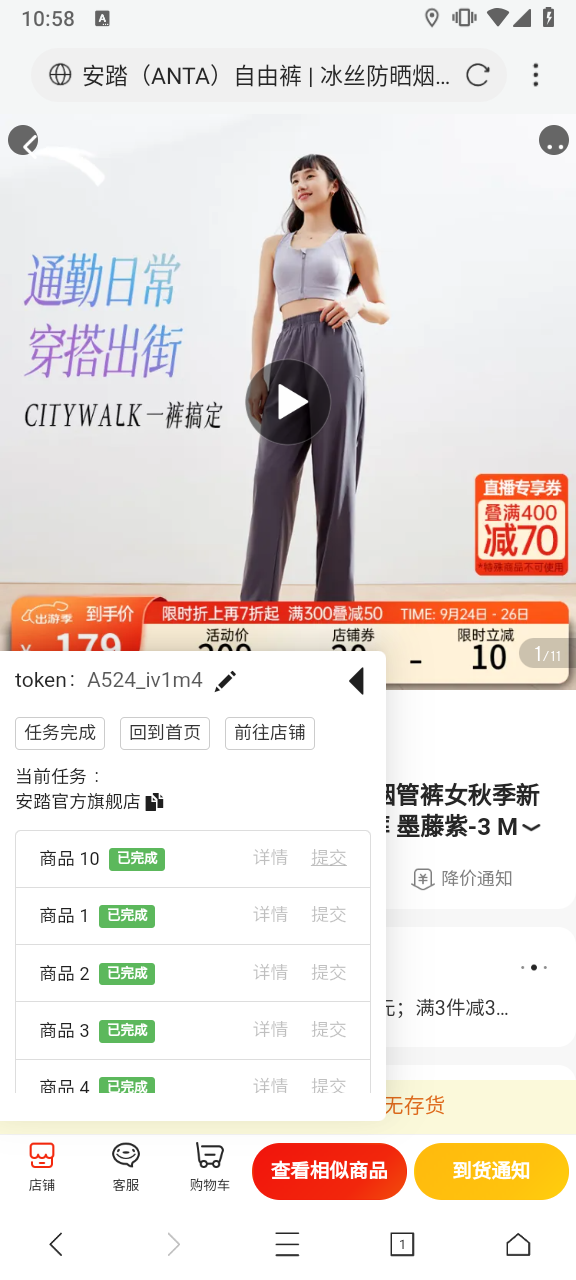 10:58
安踏（ANTA）自由裤 | 冰丝防晒烟...
通勤日常
穿搭出街
CITYWALK一裤搞定
直播专享券
叠满400
减70
*特殊商品不可使用
出游季 到手价 限时折上再7折起 满300叠减50 TIME: 9月24日 - 26日
活动价 店铺券 限时立减
¥ 179 - 10
1/11
token： A524_iv1m4
任务完成 回到首页 前往店铺
当前任务：
安踏官方旗舰店
管裤女秋季新
墨藤紫-3 M
降价通知
商品 10 已完成 详情 提交
商品 1 已完成 详情 提交
商品 2 已完成 详情 提交
元；满3件减3...
商品 3 已完成 详情 提交
商品 4 已完成 详情 提交
无存货
店铺 客服 购物车 查看相似商品 到货通知
1